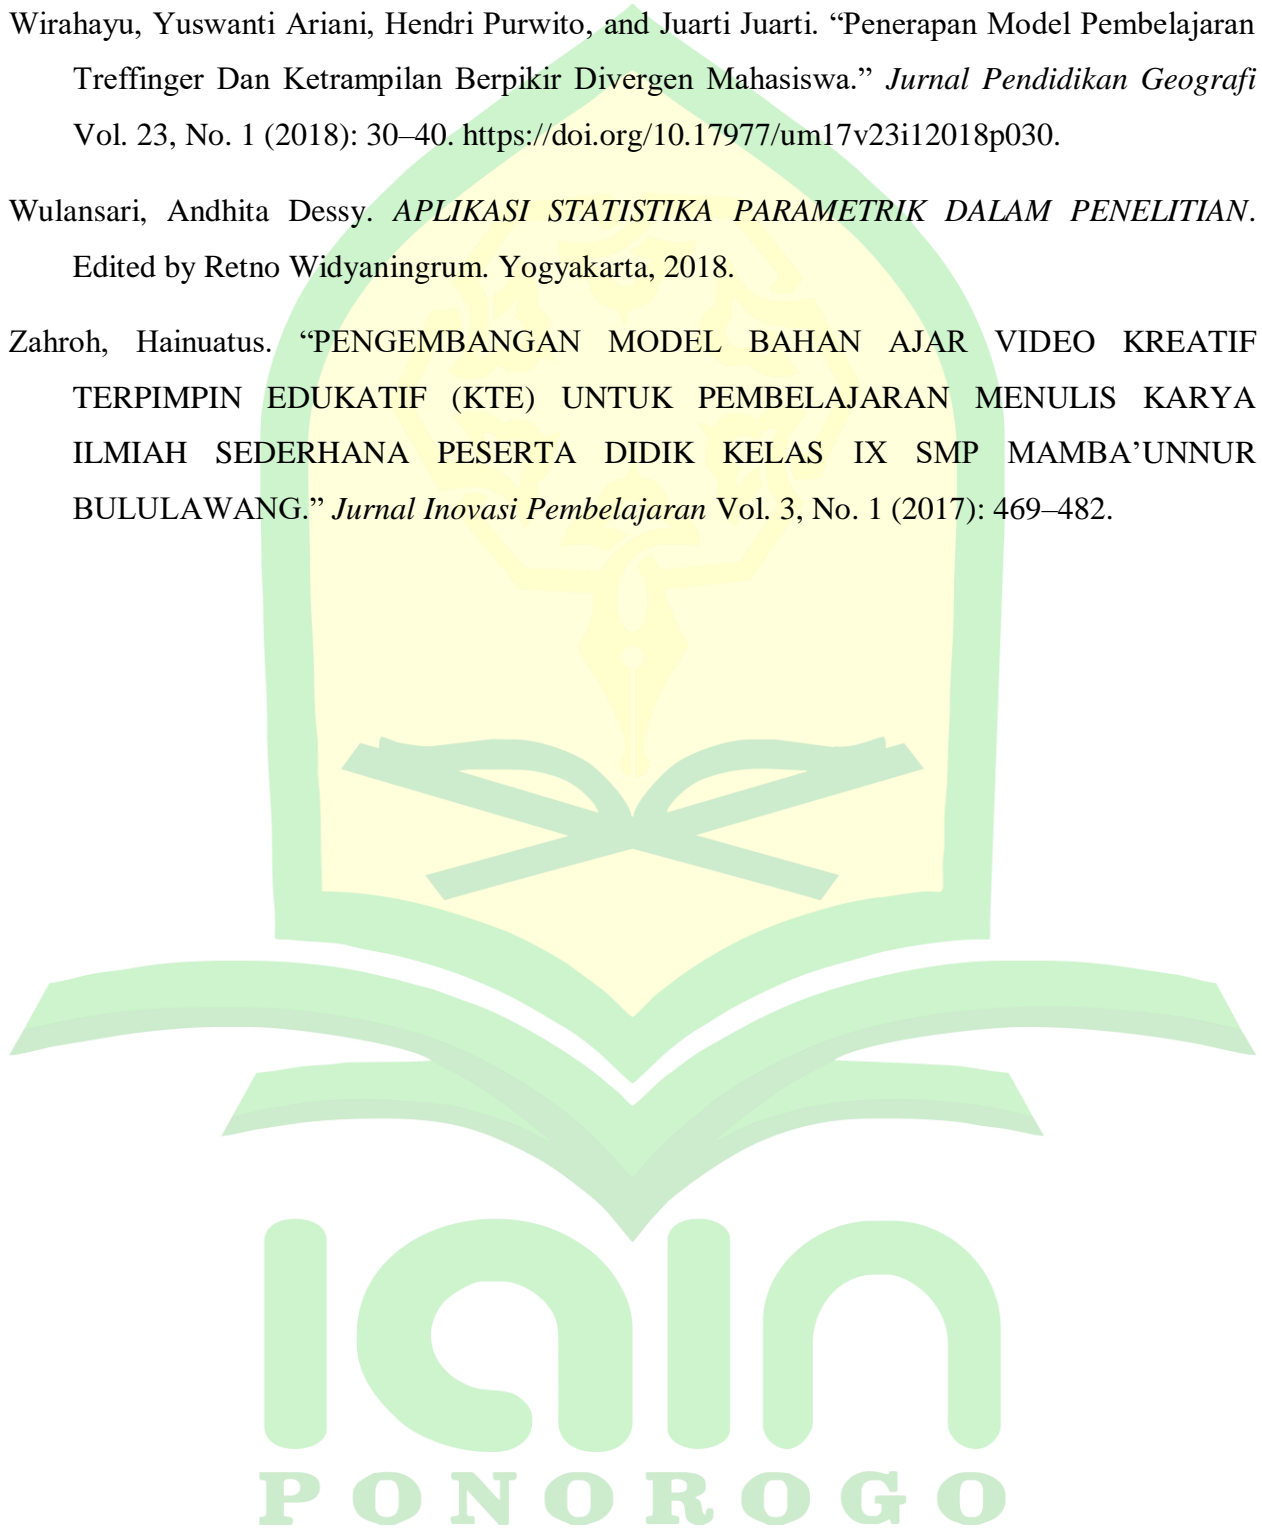 Wirahayu, Yuswanti Ariani, Hendri Purwito, and Juarti Juarti. “Penerapan Model Pembelajaran
Treffinger Dan Ketrampilan Berpikir Divergen Mahasiswa.” Jurnal Pendidikan Geografi
Vol. 23, No. 1 (2018): 30–40. https://doi.org/10.17977/um17v23i12018p030.
Wulansari, Andhita Dessy. APLIKASI STATISTIKA PARAMETRIK DALAM PENELITIAN.
Edited by Retno Widyaningrum. Yogyakarta, 2018.
Zahroh, Hainuatus. “PENGEMBANGAN MODEL BAHAN AJAR VIDEO KREATIF
TERPIMPIN EDUKATIF (KTE) UNTUK PEMBELAJARAN MENULIS KARYA
ILMIAH SEDERHANA PESERTA DIDIK KELAS IX SMP MAMBA’UNNUR
BULULAWANG.” Jurnal Inovasi Pembelajaran Vol. 3, No. 1 (2017): 469–482.
iain
PONOROGO